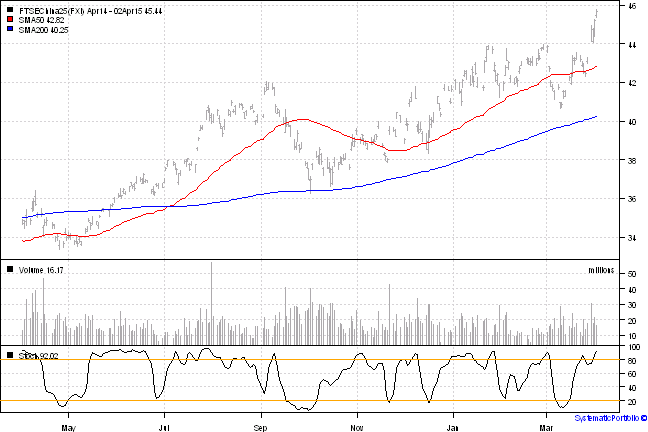 FTSEChina25(FXI) Apr14 - 02Apr15 45.44
SMA50 42.82
SMA200 40.25
46
44
42
40
38
36
34
Volume 16.17
millions
50
40
30
20
10
Stock 92.02
100
80
60
40
20
May
Jul
Sep
Nov
Jan
Mar
SystematicPortfolio ©